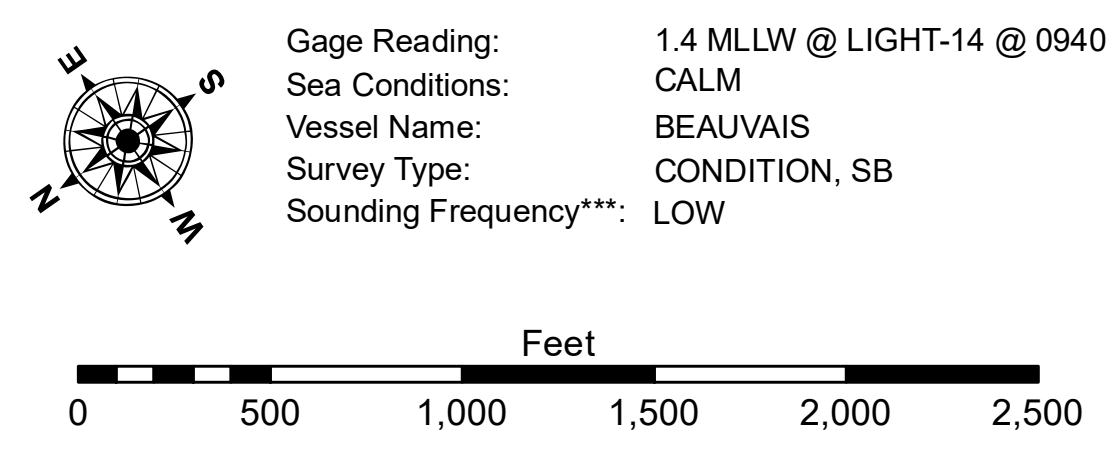 E
S
N
W
Gage Reading: 1.4 MLLW @ LIGHT-14 @ 0940
Sea Conditions: CALM
Vessel Name: BEAUVAIS
Survey Type: CONDITION, SB
Sounding Frequency***: LOW
Feet
0 500 1,000 1,500 2,000 2,500